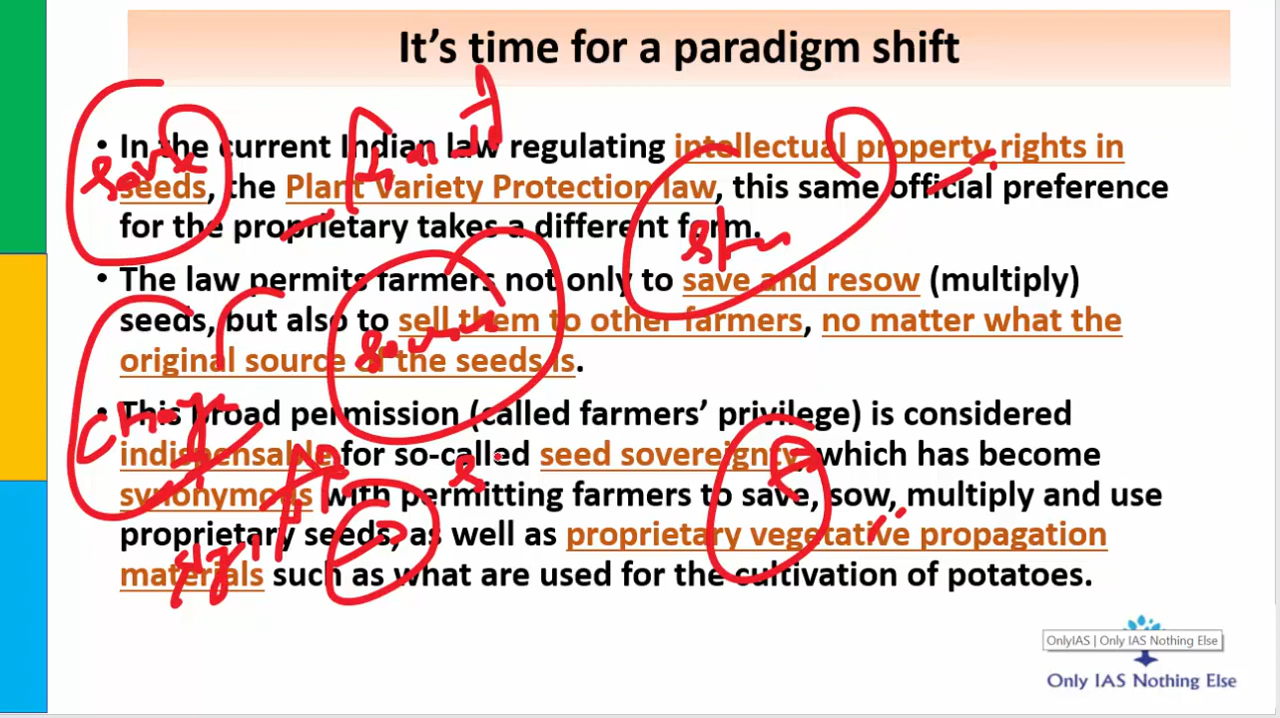 It's time for a paradigm shift
• In the current Indian law regulating intellectual property rights in
seeds, the Plant Variety Protection law, this same official preference
for the proprietary takes a different form.
• The law permits farmers not only to save and resow (multiply)
seeds, but also to sell them to other farmers, no matter what the
original source of the seeds is.
• This broad permission (called farmers' privilege) is considered
indispensable for so-called seed sovereignty, which has become
synonymous with permitting farmers to save, sow, multiply and use
proprietary seeds, as well as proprietary vegetative propagation
materials such as what are used for the cultivation of potatoes.
Change
OnlyIAS | Only IAS Nothing Else
Only IAS Nothing Else